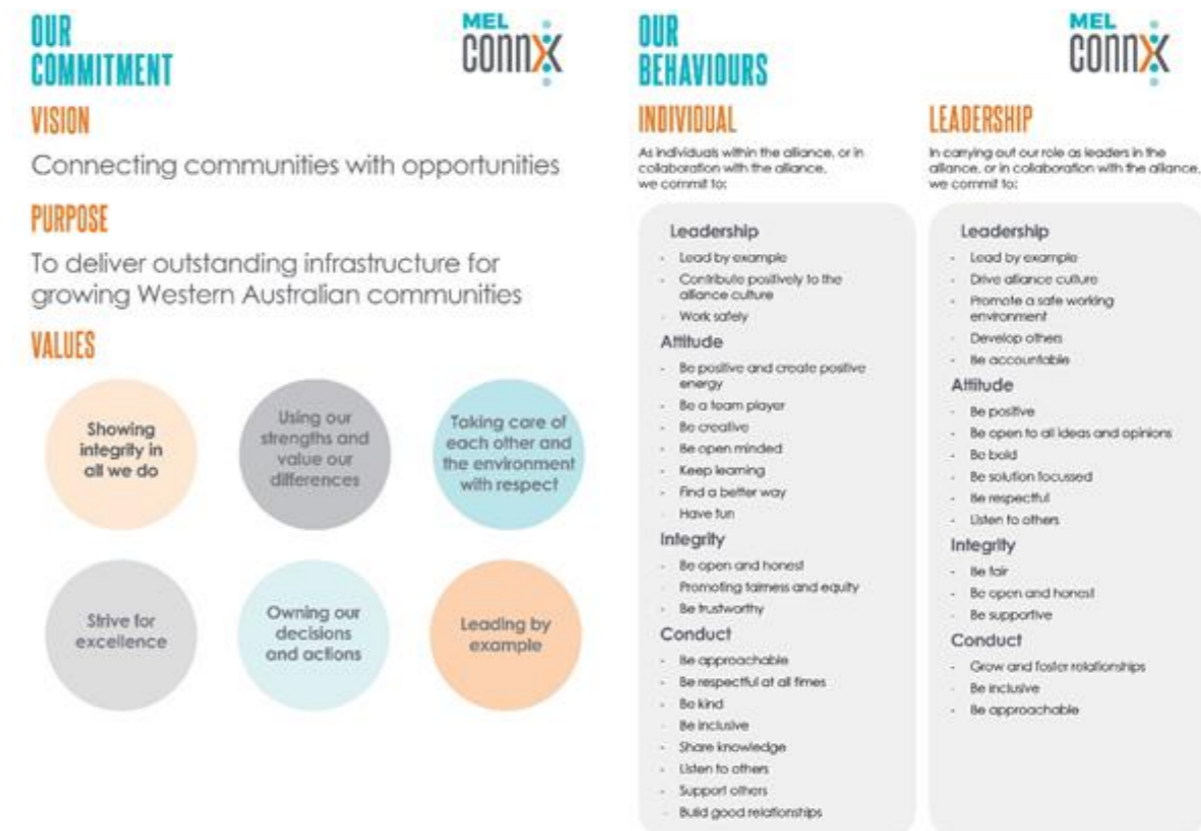 OUR
COMMITMENT
MEL
CONNX
VISION
Connecting communities with opportunities
PURPOSE
To deliver outstanding infrastructure for
growing Western Australian communities
VALUES
Showing
integrity in
all we do
Using our
strengths and
value our
differences
Taking care of
each other and
the environment
with respect
Strive for
excellence
Owning our
decisions
and actions
Leading by
example
OUR
BEHAVIOURS
MEL
CONNX
INDIVIDUAL
As individuals within the alliance, or in
collaboration with the alliance,
we commit to:
Leadership
- Lead by example
- Contribute positively to the
alliance culture
- Work safely
Attitude
- Be positive and create positive
energy
- Be a team player
- Be creative
- Be open minded
- Keep learning
- Find a better way
- Have fun
Integrity
- Be open and honest
- Promoting fairness and equity
- Be trustworthy
Conduct
- Be approachable
- Be respectful at all times
- Be kind
- Be inclusive
- Share knowledge
- Listen to others
- Support others
- Build good relationships
LEADERSHIP
In carrying out our role as leaders in the
alliance, or in collaboration with the alliance,
we commit to:
Leadership
- Lead by example
- Drive alliance culture
- Promote a safe working
environment
- Develop others
- Be accountable
Attitude
- Be positive
- Be open to all ideas and opinions
- Be bold
- Be solution focussed
- Be respectful
- Listen to others
Integrity
- Be fair
- Be open and honest
- Be supportive
Conduct
- Grow and foster relationships
- Be inclusive
- Be approachable